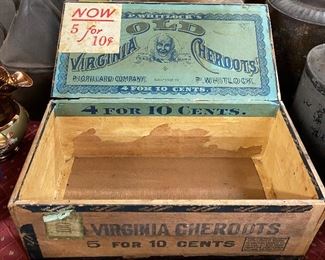 NOW
5 for
10¢
P. WHITLOCK'S
OLD
VIRGINIA CHEROOTS
P. LORILLARD COMPANY
P. WHITLOCK.
4 FOR 10 CENTS.
4 FOR 10 CENTS.
VIRGINIA CHEROOTS
5 FOR 10 CENTS